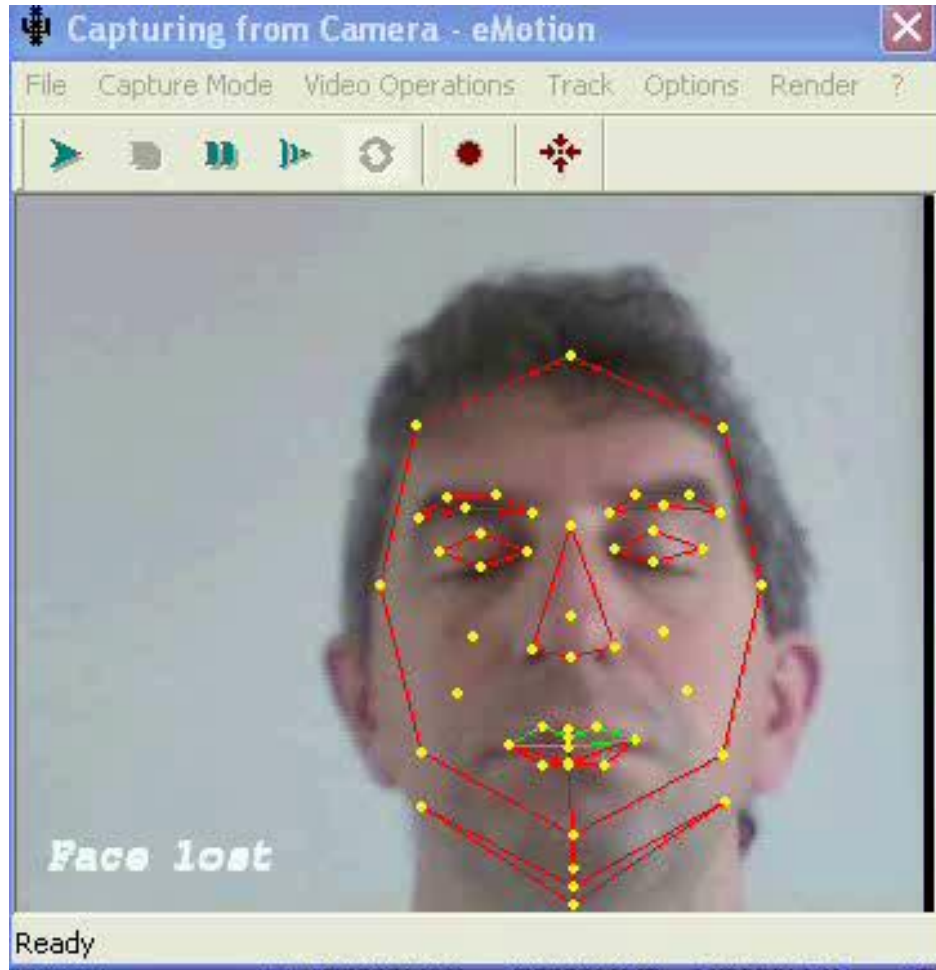 Capturing from Camera - eMotion
File Capture Mode Video Operations Track Options Render ?
Face lost
Ready